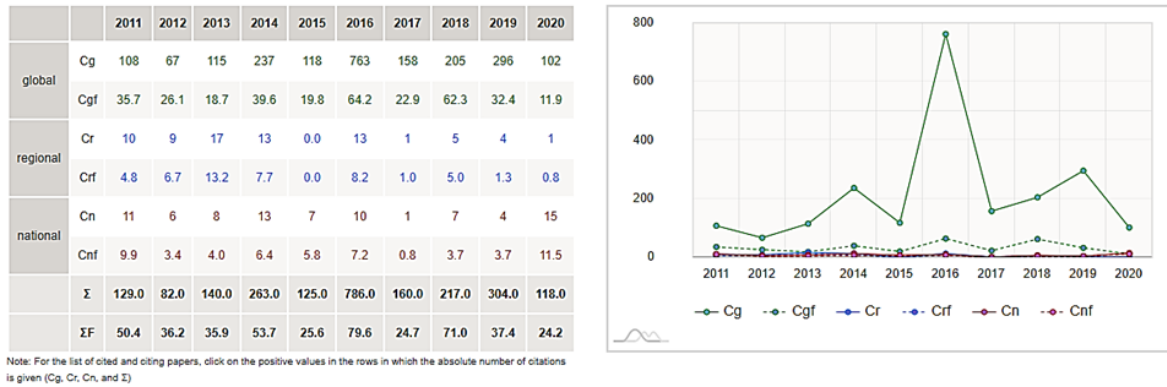 2011 2012 2013 2014 2015 2016 2017 2018 2019 2020
global
Cg 108 67 115 237 118 763 158 205 296 102
Cgf 35.7 26.1 18.7 39.6 19.8 64.2 22.9 62.3 32.4 11.9
regional
Cr 10 9 17 13 0.0 13 1 5 4 1
Crf 4.8 6.7 13.2 7.7 0.0 8.2 1.0 5.0 1.3 0.8
national
Cn 11 6 8 13 7 10 1 7 4 15
Cnf 9.9 3.4 4.0 6.4 5.8 7.2 0.8 3.7 3.7 11.5
Σ 129.0 82.0 140.0 263.0 125.0 786.0 160.0 217.0 304.0 118.0
ΣF 50.4 36.2 35.9 53.7 25.6 79.6 24.7 71.0 37.4 24.2
Note: For the list of cited and citing papers, click on the positive values in the rows in which the absolute number of citations
is given (Cg, Cr, Cn, and Σ)
800
600
400
200
0
2011 2012 2013 2014 2015 2016 2017 2018 2019 2020
Cg Cgf Cr Crf Cn Cnf